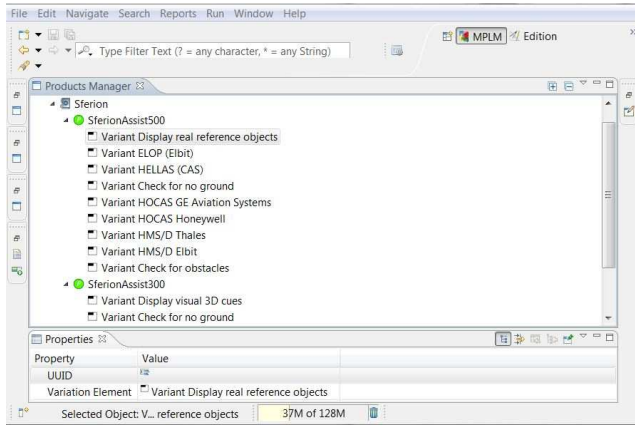 File Edit Navigate Search Reports Run Window Help
Type Filter Text (? = any character, * = any String)
MPLM Edition
Products Manager
Sferion
SferionAssist500
Variant Display real reference objects
Variant ELOP (Elbit)
Variant HELLAS (CAS)
Variant Check for no ground
Variant HOCAS GE Aviation Systems
Variant HOCAS Honeywell
Variant HMS/D Thales
Variant HMS/D Elbit
Variant Check for obstacles
SferionAssist300
Variant Display visual 3D cues
Variant Check for no ground
Properties
Property Value
UUID
Variation Element Variant Display real reference objects
Selected Object: V... reference objects 37M of 128M